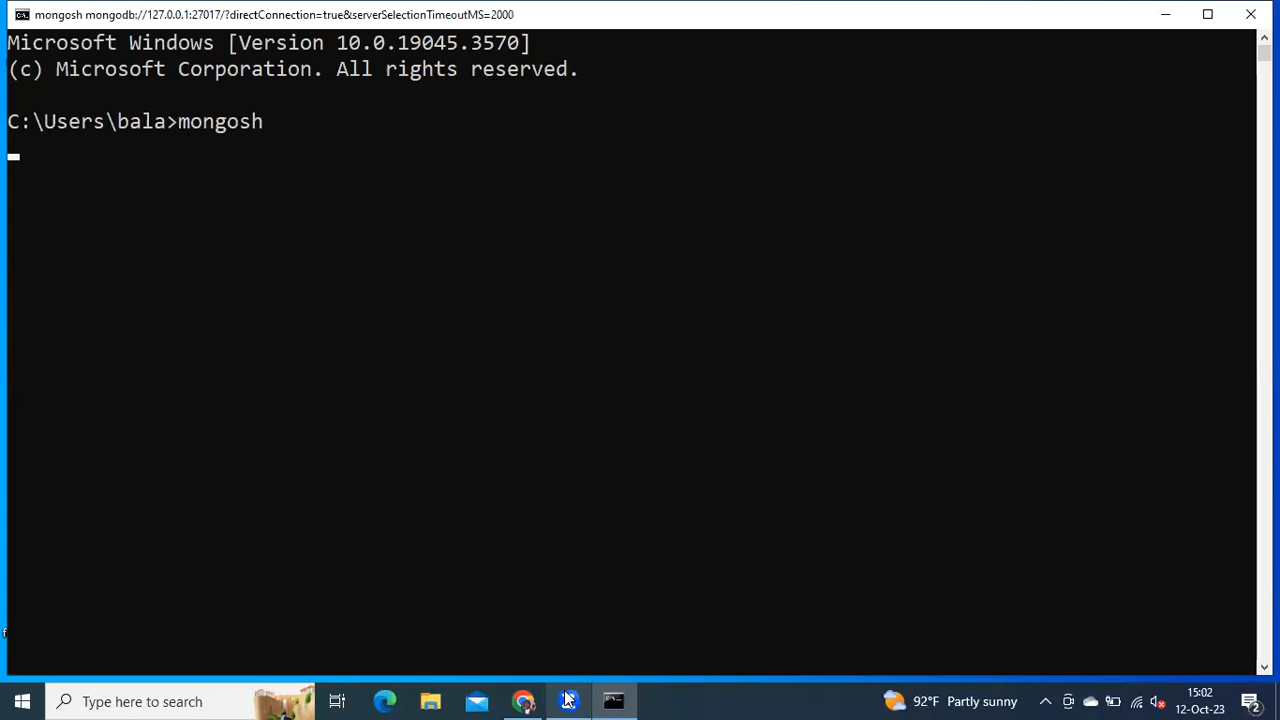 mongosh mongodb://127.0.0.1:27017/?directConnection=true&serverSelectionTimeoutMS=2000
Microsoft Windows [Version 10.0.19045.3570]
(c) Microsoft Corporation. All rights reserved.
C:\Users\bala>mongosh
f
Type here to search
92°F Partly sunny
15:02
12-Oct-23
2